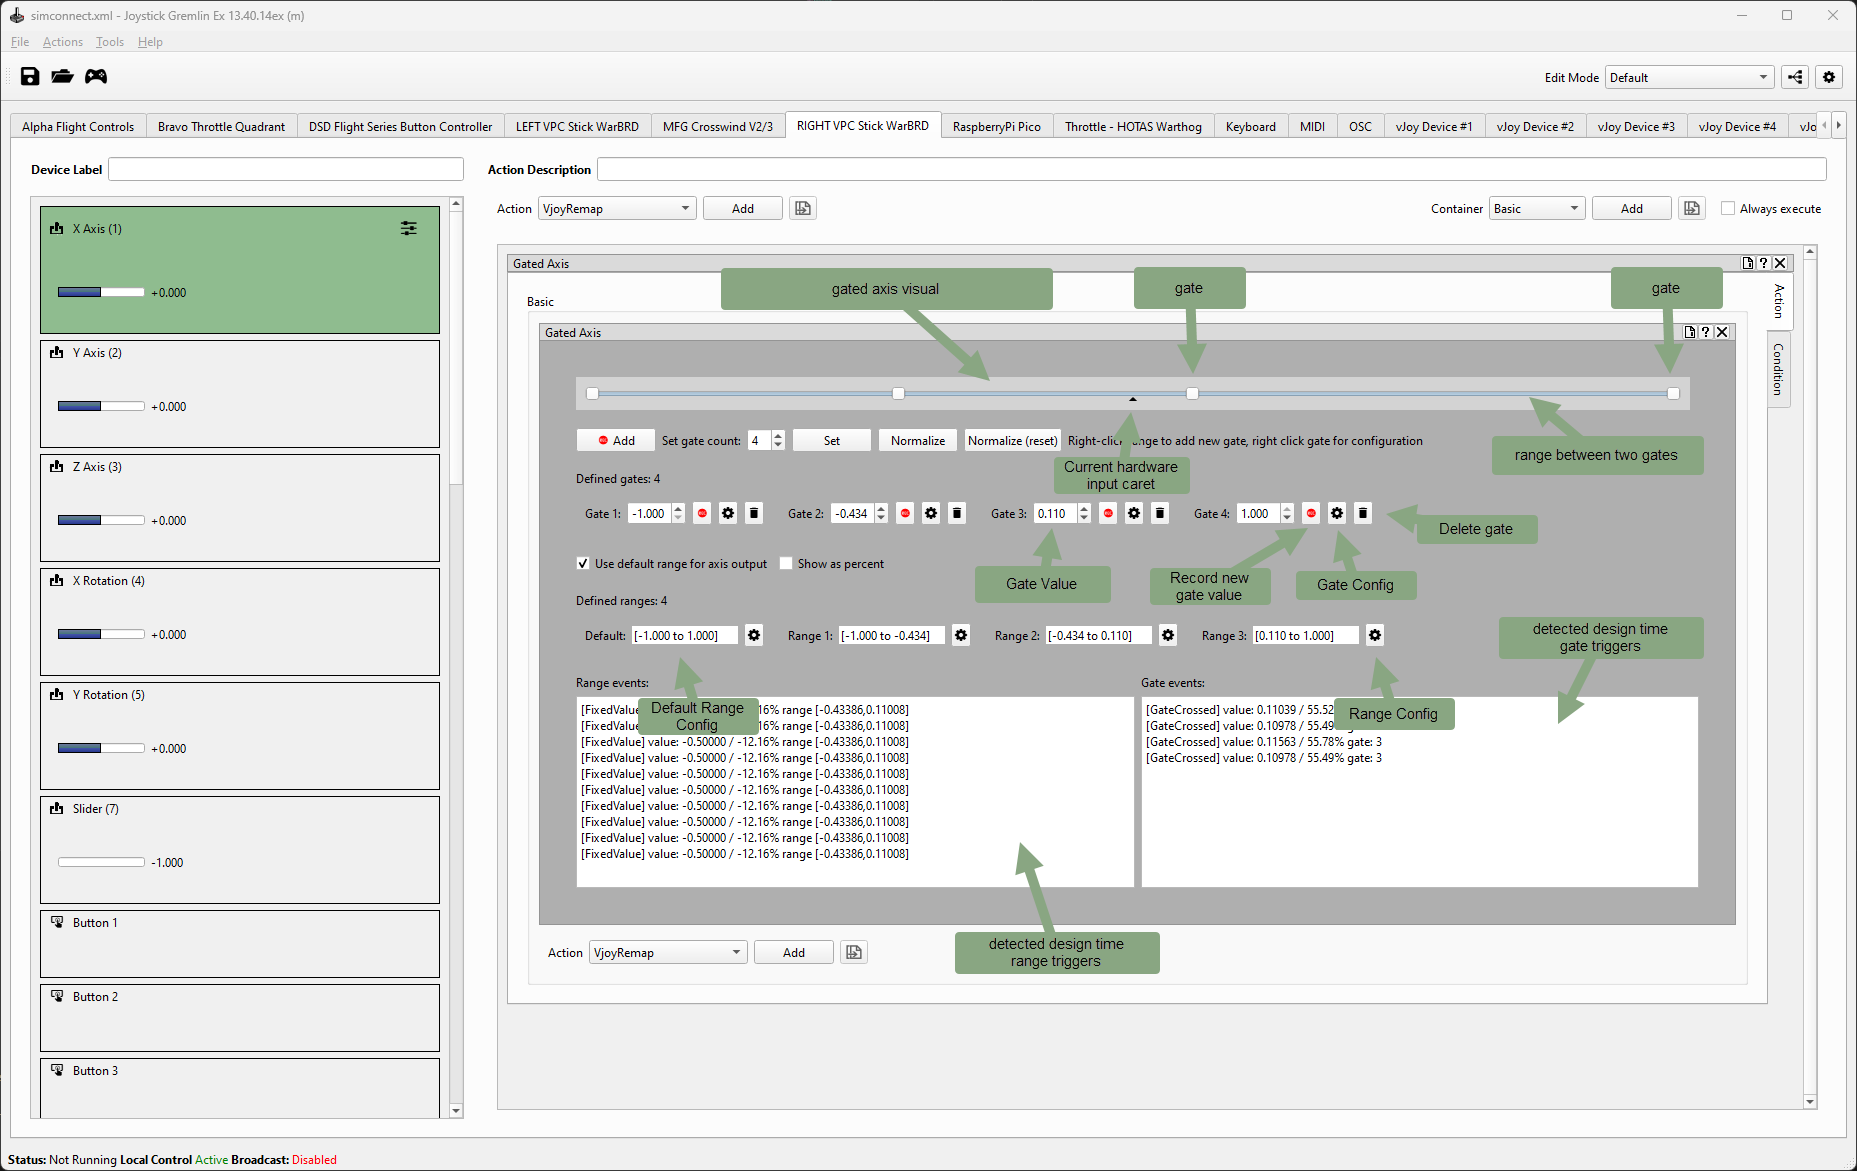 simconnect.xml - Joystick Gremlin Ex 13.40.14ex (m)
File Actions Tools Help
Edit Mode Default
Alpha Flight Controls Bravo Throttle Quadrant DSD Flight Series Button Controller LEFT VPC Stick WarBRD MFG Crosswind V2/3 RIGHT VPC Stick WarBRD RaspberryPi Pico Throttle - HOTAS Warthog Keyboard MIDI OSC vJoy Device #1 vJoy Device #2 vJoy Device #3 vJoy Device #4 vJo
Device Label
Action Description
Action VjoyRemap Add
Container Basic Add Always execute
X Axis (1)
+0.000
Y Axis (2)
+0.000
Z Axis (3)
+0.000
X Rotation (4)
+0.000
Y Rotation (5)
+0.000
Slider (7)
-1.000
Button 1
Button 2
Button 3
Gated Axis
Action
Condition
Basic
gated axis visual
gate
gate
Gated Axis
Add Set gate count: 4 Set Normalize Normalize (reset) Right-click range to add new gate, right click gate for configuration
Current hardware
input caret
range between two gates
Defined gates: 4
Gate 1: -1.000 Gate 2: -0.434 Gate 3: 0.110 Gate 4: 1.000
Delete gate
Use default range for axis output Show as percent
Gate Value
Record new
gate value
Gate Config
Defined ranges: 4
Default: [-1.000 to 1.000] Range 1: [-1.000 to -0.434] Range 2: [-0.434 to 0.110] Range 3: [0.110 to 1.000]
detected design time
gate triggers
Range events:
Default Range
Config
[FixedValue] .16% range [-0.43386,0.11008]
[FixedValue] 16% range [-0.43386,0.11008]
[FixedValue] value: -0.50000 / -12.16% range [-0.43386,0.11008]
[FixedValue] value: -0.50000 / -12.16% range [-0.43386,0.11008]
[FixedValue] value: -0.50000 / -12.16% range [-0.43386,0.11008]
[FixedValue] value: -0.50000 / -12.16% range [-0.43386,0.11008]
[FixedValue] value: -0.50000 / -12.16% range [-0.43386,0.11008]
[FixedValue] value: -0.50000 / -12.16% range [-0.43386,0.11008]
[FixedValue] value: -0.50000 / -12.16% range [-0.43386,0.11008]
[FixedValue] value: -0.50000 / -12.16% range [-0.43386,0.11008]
Gate events:
Range Config
[GateCrossed] value: 0.11039 / 55.52
[GateCrossed] value: 0.10978 / 55.49
[GateCrossed] value: 0.11563 / 55.78% gate: 3
[GateCrossed] value: 0.10978 / 55.49% gate: 3
detected design time
range triggers
Action VjoyRemap Add
Status: Not Running Local Control Active Broadcast: Disabled